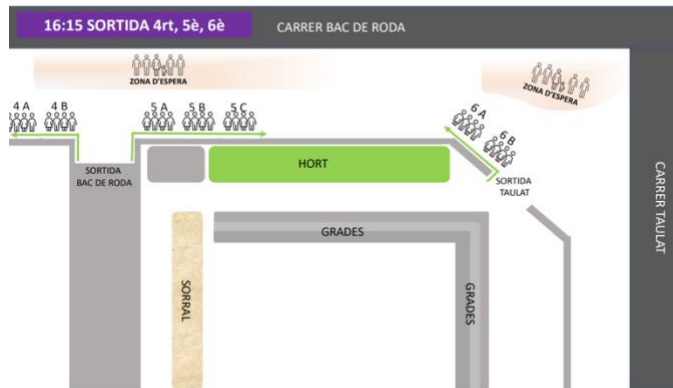 16:15 SORTIDA 4rt, 5è, 6è
CARRER BAC DE RODA
ZONA D'ESPERA
ZONA D'ESPERA
4 A
4 B
5 A
5 B
5 C
6 A
6 B
SORTIDA
BAC DE RODA
HORT
SORTIDA
TAULAT
CARRER TAULAT
GRADES
SORRAL
GRADES